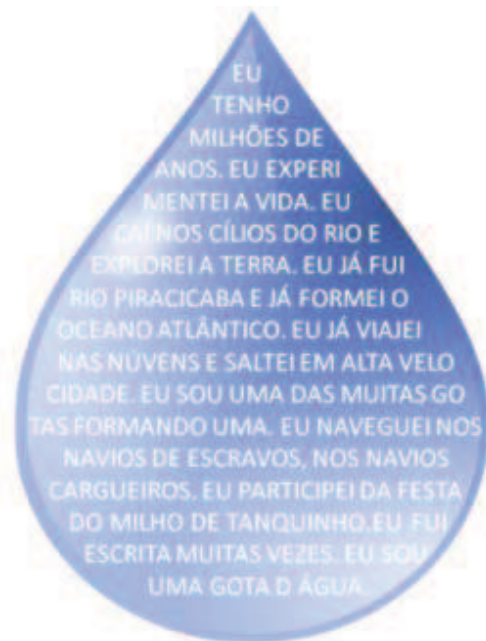 EU
TENHO
MILHÕES DE
ANOS. EU EXPERI
MENTEI A VIDA. EU
CAÍ NOS CÍLIOS DO RIO E
EXPLOREI A TERRA. EU JÁ FUI
RIO PIRACICABA E JÁ FORMEI O
OCEANO ATLÂNTICO. EU JÁ VIAJEI
NAS NÚVENS E SALTEI EM ALTA VELO
CIDADE. EU SOU UMA DAS MUITAS GO
TAS FORMANDO UMA. EU NAVEGUEI NOS
NAVIOS DE ESCRAVOS, NOS NAVIOS
CARGUEIROS. EU PARTICIPEI DA FESTA
DO MILHO DE TANQUINHO.EU FUI
ESCRITA MUITAS VEZES. EU SOU
UMA GOTA D ÁGUA.